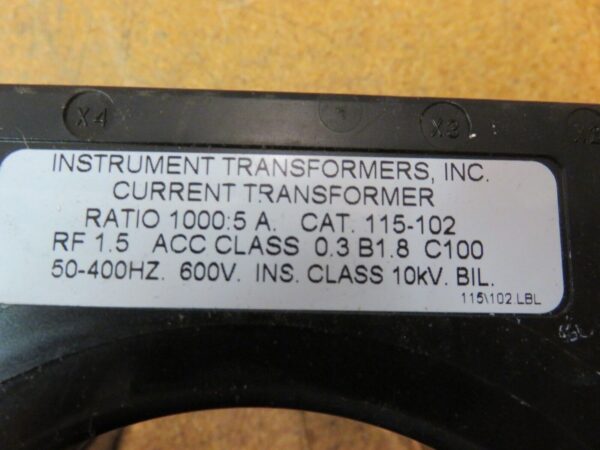 X4
X3
INSTRUMENT TRANSFORMERS, INC.
CURRENT TRANSFORMER
RATIO 1000:5 A. CAT. 115-102
RF 1.5 ACC CLASS 0.3 B1.8 C100
50-400HZ. 600V. INS. CLASS 10kV. BIL.
115\102.LBL